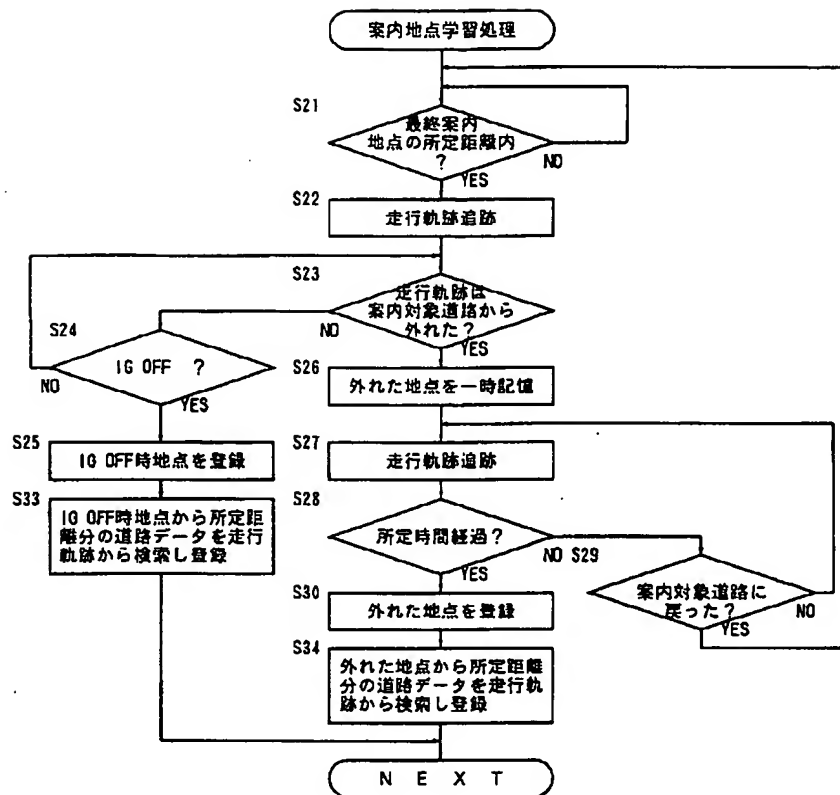 案内地点学習処理
S21
最終案内
地点の所定距離内
?
NO
YES
S22
走行軌跡追跡
S23
走行軌跡は
案内対象道路から
外れた?
NO
YES
S24
IG OFF ?
NO
YES
S26
外れた地点を一時記憶
S25
IG OFF時地点を登録
S27
走行軌跡追跡
S33
IG OFF時地点から所定距
離分の道路データを走行
軌跡から検索し登録
S28
所定時間経過?
NO
YES
S29
案内対象道路に
戻った?
NO
YES
S30
外れた地点を登録
S34
外れた地点から所定距離
分の道路データを走行軌
跡から検索し登録
N E X T